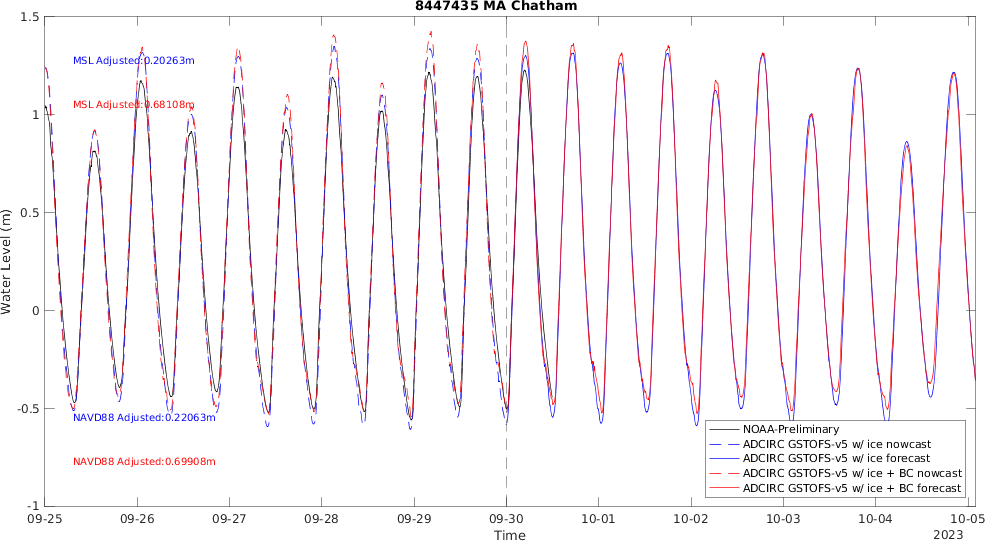 8447435 MA Chatham
1.5
MSL Adjusted:0.20263m
MSL Adjusted:0.68108m
1
0.5
Water Level (m)
0
-0.5
NAVD88 Adjusted:0.22063m
NAVD88 Adjusted:0.69908m
-1
NOAA-Preliminary
ADCIRC GSTOFS-v5 w/ ice nowcast
ADCIRC GSTOFS-v5 w/ ice forecast
ADCIRC GSTOFS-v5 w/ ice + BC nowcast
ADCIRC GSTOFS-v5 w/ ice + BC forecast
09-25 09-26 09-27 09-28 09-29 09-30 10-01 10-02 10-03 10-04 10-05
Time
2023